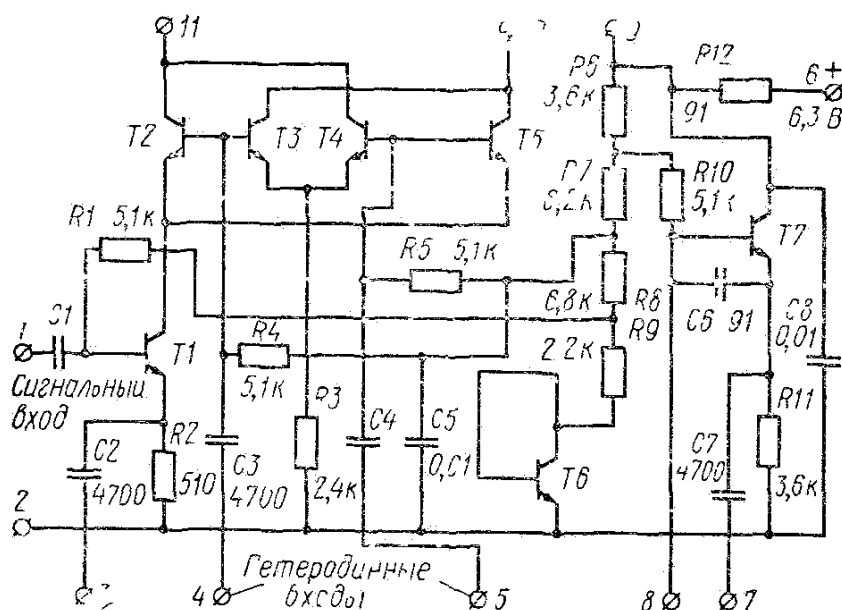 11
R12
6 +
3,6к
91
6,3 В
T2
T3
T4
T5
R10
5,1к
R1 5,1к
R5 5,1к
T7
6,8к
R8
R9
C6
91
C8
0,01
1
C1
T1
R4
5,1к
2,2к
Сигнальный
вход
R3
R11
C2
4700
R2
510
C3
4700
2,4к
C4
C5
0,01
T6
C7
4700
3,6к
2
4
Гетеродинные
входы
5
8
7